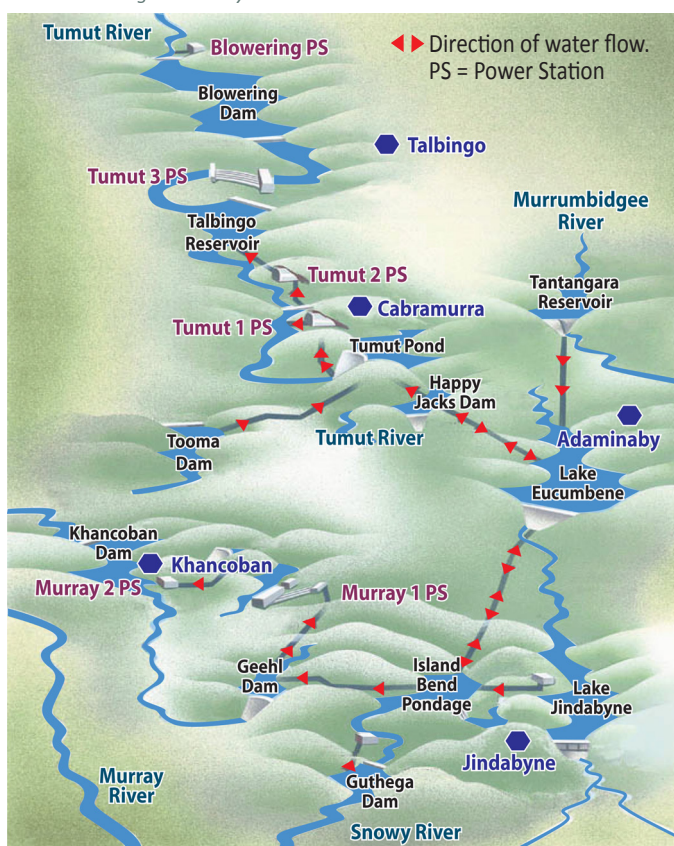 Tumut River
Blowering PS
Direction of water flow.
PS = Power Station
Blowering
Dam
Talbingo
Tumut 3 PS
Murrumbidgee
River
Talbingo
Reservoir
Tumut 2 PS
Tantangara
Reservoir
Cabramurra
Tumut 1 PS
Tumut Pond
Happy
Jacks Dam
Tooma
Dam
Tumut River
Adaminaby
Lake
Eucumbene
Khancoban
Dam
Khancoban
Murray 2 PS
Murray 1 PS
Geehl
Dam
Island
Bend
Pondage
Lake
Jindabyne
Jindabyne
Murray
River
Guthega
Dam
Snowy River